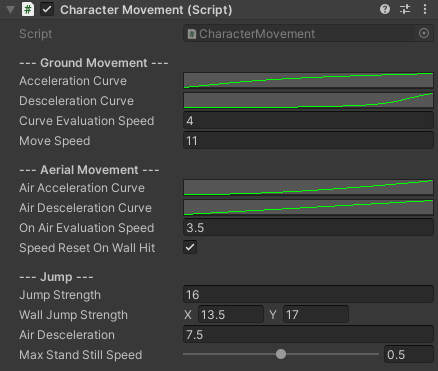 Character Movement (Script)
Script CharacterMovement
--- Ground Movement ---
Acceleration Curve
Desceleration Curve
Curve Evaluation Speed 4
Move Speed 11
--- Aerial Movement ---
Air Acceleration Curve
Air Desceleration Curve
On Air Evaluation Speed 3.5
Speed Reset On Wall Hit
--- Jump ---
Jump Strength 16
Wall Jump Strength X 13.5 Y 17
Air Desceleration 7.5
Max Stand Still Speed 0.5